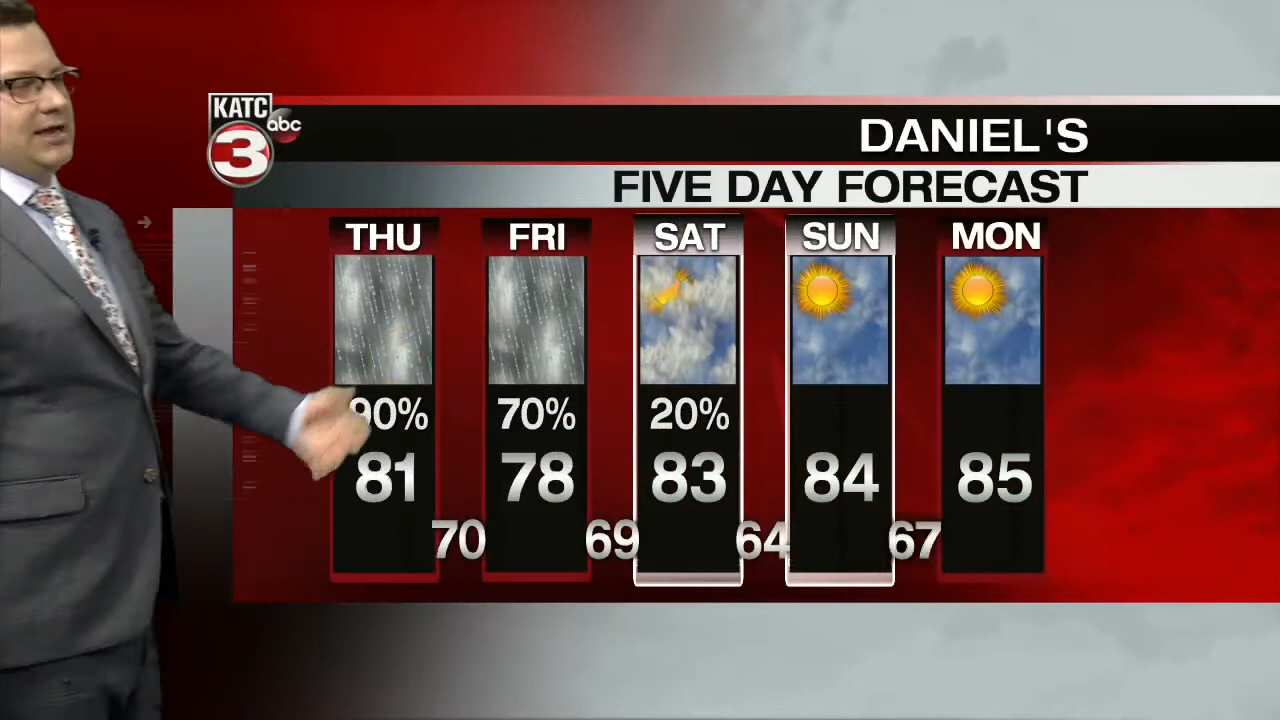 KATC
abc
3
DANIEL'S
FIVE DAY FORECAST
THU FRI SAT SUN MON
90% 70% 20%
81 78 83 84 85
70 69 64 67